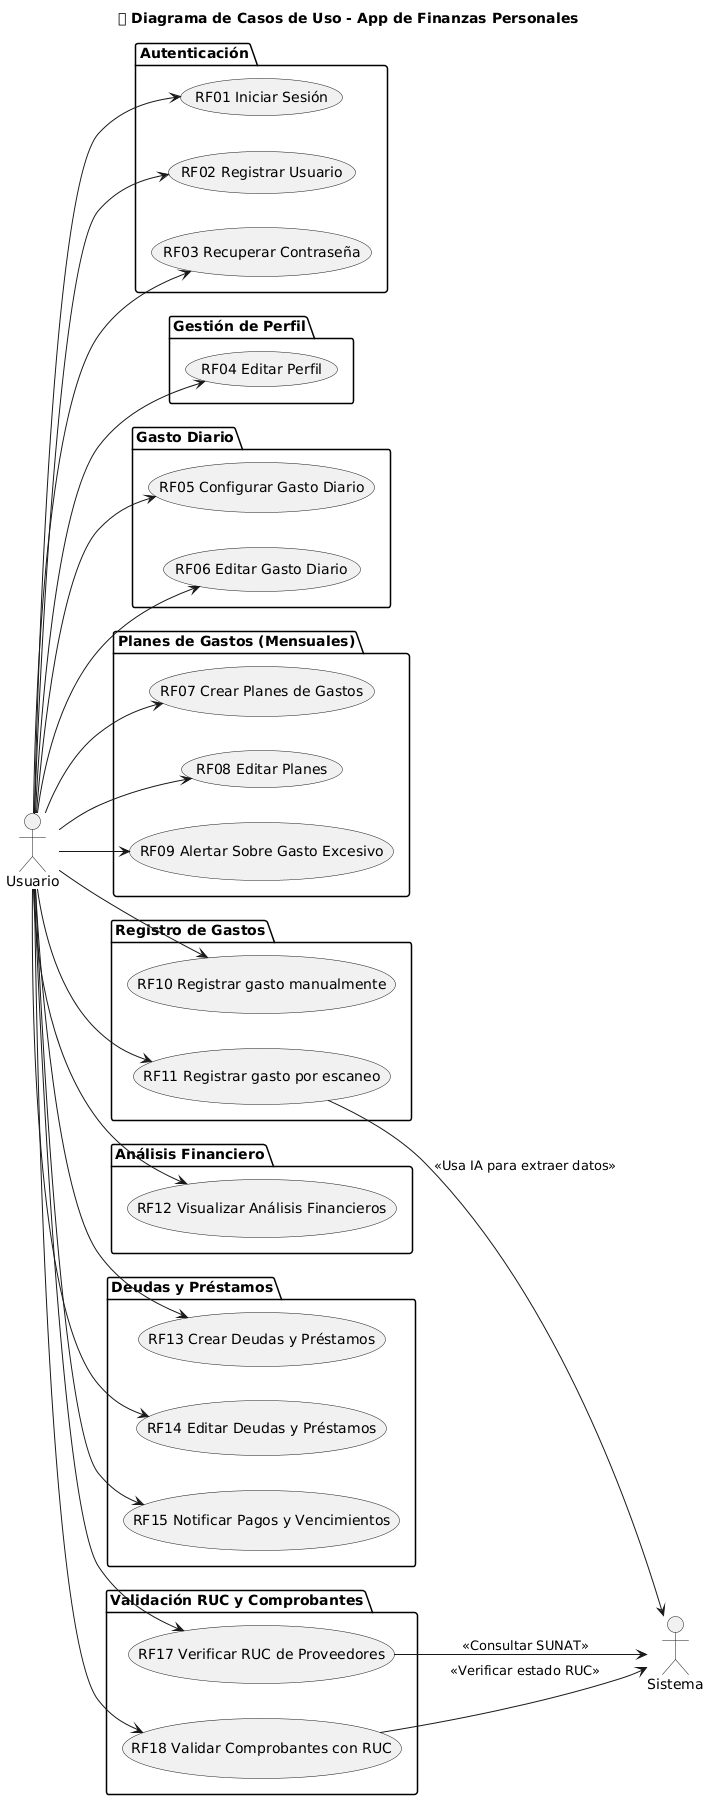 Diagrama de Casos de Uso - App de Finanzas Personales
Autenticación
RF01 Iniciar Sesión
RF02 Registrar Usuario
RF03 Recuperar Contraseña
Gestión de Perfil
RF04 Editar Perfil
Gasto Diario
RF05 Configurar Gasto Diario
RF06 Editar Gasto Diario
Planes de Gastos (Mensuales)
RF07 Crear Planes de Gastos
RF08 Editar Planes
RF09 Alertar Sobre Gasto Excesivo
Usuario
Registro de Gastos
RF10 Registrar gasto manualmente
RF11 Registrar gasto por escaneo
«Usa IA para extraer datos»
Análisis Financiero
RF12 Visualizar Análisis Financieros
Deudas y Préstamos
RF13 Crear Deudas y Préstamos
RF14 Editar Deudas y Préstamos
RF15 Notificar Pagos y Vencimientos
Validación RUC y Comprobantes
RF17 Verificar RUC de Proveedores
«Consultar SUNAT»
«Verificar estado RUC»
Sistema
RF18 Validar Comprobantes con RUC